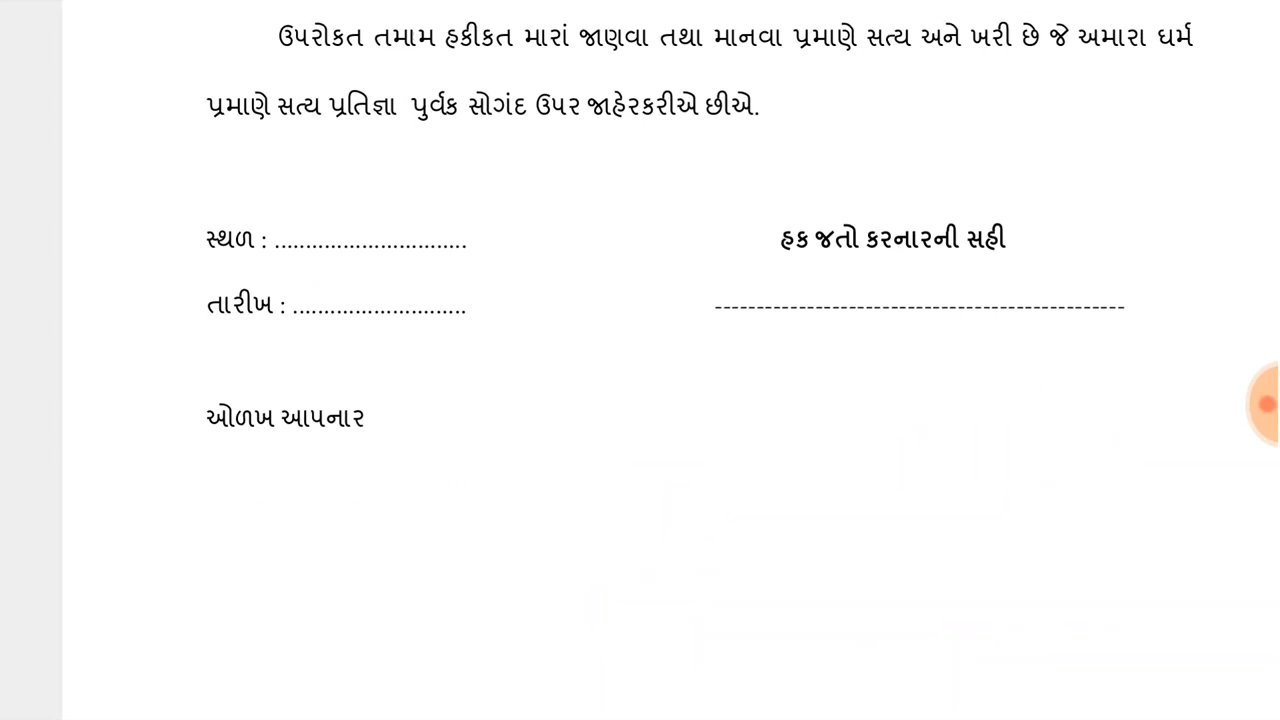 ઉપરોકત તમામ હકીકત મારાં જાણવા તથા માનવા પ્રમાણે સત્ય અને ખરી છે જે અમારા ઘર્મ
પ્રમાણે સત્ય પ્રતિજ્ઞા પુર્વક સોગંદ ઉપર જાહેરકરીએ છીએ.
સ્થળ : ............................... હક જતો કરનારની સહી
તારીખ : ............................ -----------------------------------------------
ઓળખ આપનાર